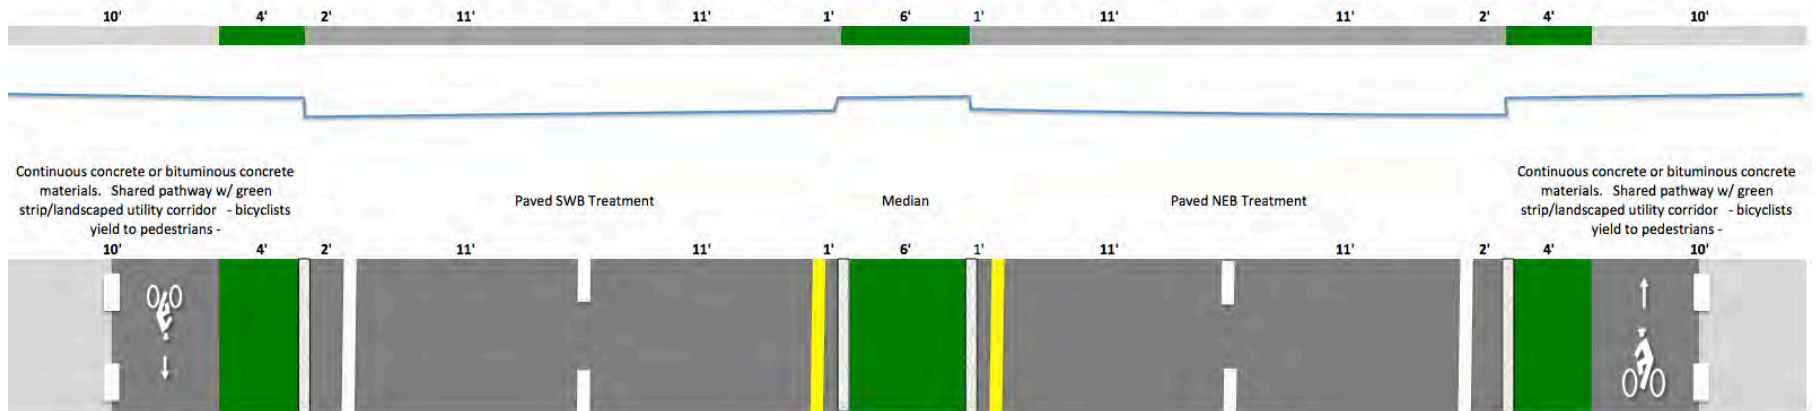 10' 4' 2' 11' 11' 1' 6' 1' 11' 11' 2' 4' 10'
Continuous concrete or bituminous concrete
materials. Shared pathway w/ green
strip/landscaped utility corridor - bicyclists
yield to pedestrians -
Paved SWB Treatment
Median
Paved NEB Treatment
Continuous concrete or bituminous concrete
materials. Shared pathway w/ green
strip/landscaped utility corridor - bicyclists
yield to pedestrians -
10' 4' 2' 11' 11' 1' 6' 1' 11' 11' 2' 4' 10'